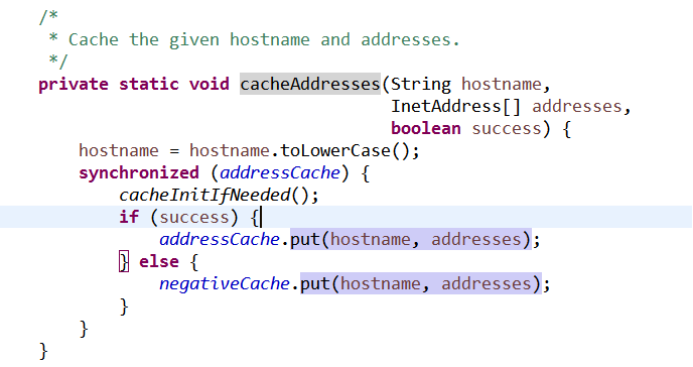 /*
 * Cache the given hostname and addresses.
 */
private static void cacheAddresses(String hostname,
                                   InetAddress[] addresses,
                                   boolean success) {
    hostname = hostname.toLowerCase();
    synchronized (addressCache) {
        cacheInitIfNeeded();
        if (success) {
            addressCache.put(hostname, addresses);
        } else {
            negativeCache.put(hostname, addresses);
        }
    }
}